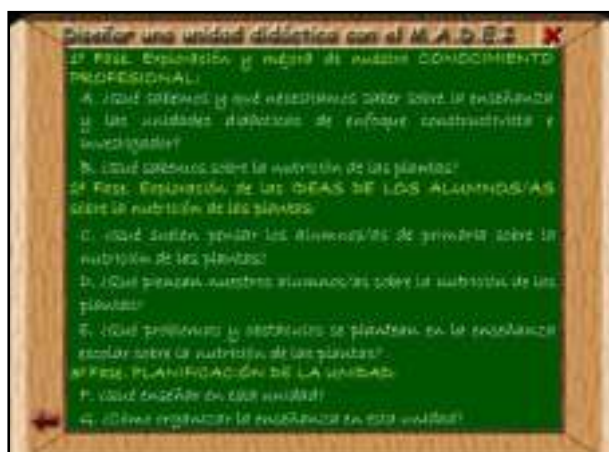 Diseñar una unidad didáctica con el M.A.D.E.2
1ª Fase. Exploración y mejora de nuestro CONOCIMIENTO
PROFESIONAL:
A. ¿Qué sabemos y qué necesitamos saber sobre la enseñanza
y las unidades didácticas de enfoque constructivista e
investigador?
B. ¿Qué sabemos sobre la nutrición de las plantas?
2ª Fase. Exploración de las IDEAS DE LOS ALUMNOS/AS
sobre la nutrición de las plantas:
C. ¿Qué suelen pensar los alumnos/as de primaria sobre la
nutrición de las plantas?
D. ¿Qué piensan nuestros alumnos/as sobre la nutrición de las
plantas?
E. ¿Qué problemas y obstáculos se plantean en la enseñanza
escolar sobre la nutrición de las plantas?
3ª Fase. PLANIFICACIÓN DE LA UNIDAD:
F. ¿Qué enseñar en esta unidad?
G. ¿Cómo organizar la enseñanza en esta unidad?